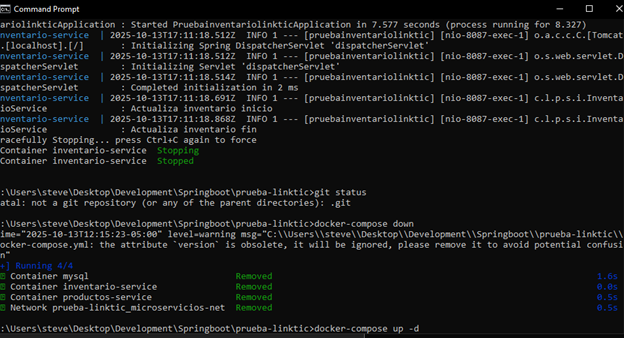 Command Prompt
ariolinkticApplication : Started PruebainventariolinkticApplication in 7.577 seconds (process running for 8.327)
nventario-service  | 2025-10-13T17:11:18.512Z  INFO 1 --- [pruebainventariolinktic] [nio-8087-exec-1] o.a.c.c.C.[Tomcat
.[localhost].[/]       : Initializing Spring DispatcherServlet 'dispatcherServlet'
nventario-service  | 2025-10-13T17:11:18.512Z  INFO 1 --- [pruebainventariolinktic] [nio-8087-exec-1] o.s.web.servlet.D
spatcherServlet        : Initializing Servlet 'dispatcherServlet'
nventario-service  | 2025-10-13T17:11:18.514Z  INFO 1 --- [pruebainventariolinktic] [nio-8087-exec-1] o.s.web.servlet.D
spatcherServlet        : Completed initialization in 2 ms
nventario-service  | 2025-10-13T17:11:18.691Z  INFO 1 --- [pruebainventariolinktic] [nio-8087-exec-1] c.l.p.s.i.Inventa
ioService              : Actualiza inventario inicio
nventario-service  | 2025-10-13T17:11:18.868Z  INFO 1 --- [pruebainventariolinktic] [nio-8087-exec-1] c.l.p.s.i.Inventa
ioService              : Actualiza inventario fin
racefully Stopping... press Ctrl+C again to force
Container inventario-service  Stopping
Container inventario-service  Stopped
:\Users\steve\Desktop\Development\Springboot\prueba-linktic>git status
atal: not a git repository (or any of the parent directories): .git
:\Users\steve\Desktop\Development\Springboot\prueba-linktic>docker-compose down
ime="2025-10-13T12:15:23-05:00" level=warning msg="C:\\Users\\steve\\Desktop\\Development\\Springboot\\prueba-linktic\\
ocker-compose.yml: the attribute `version` is obsolete, it will be ignored, please remove it to avoid potential confusi
n"
+] Running 4/4
Container mysql                            Removed 1.6s
Container inventario-service               Removed 0.0s
Container productos-service                Removed 0.5s
Network prueba-linktic_microservicios-net  Removed 0.5s
:\Users\steve\Desktop\Development\Springboot\prueba-linktic>docker-compose up -d